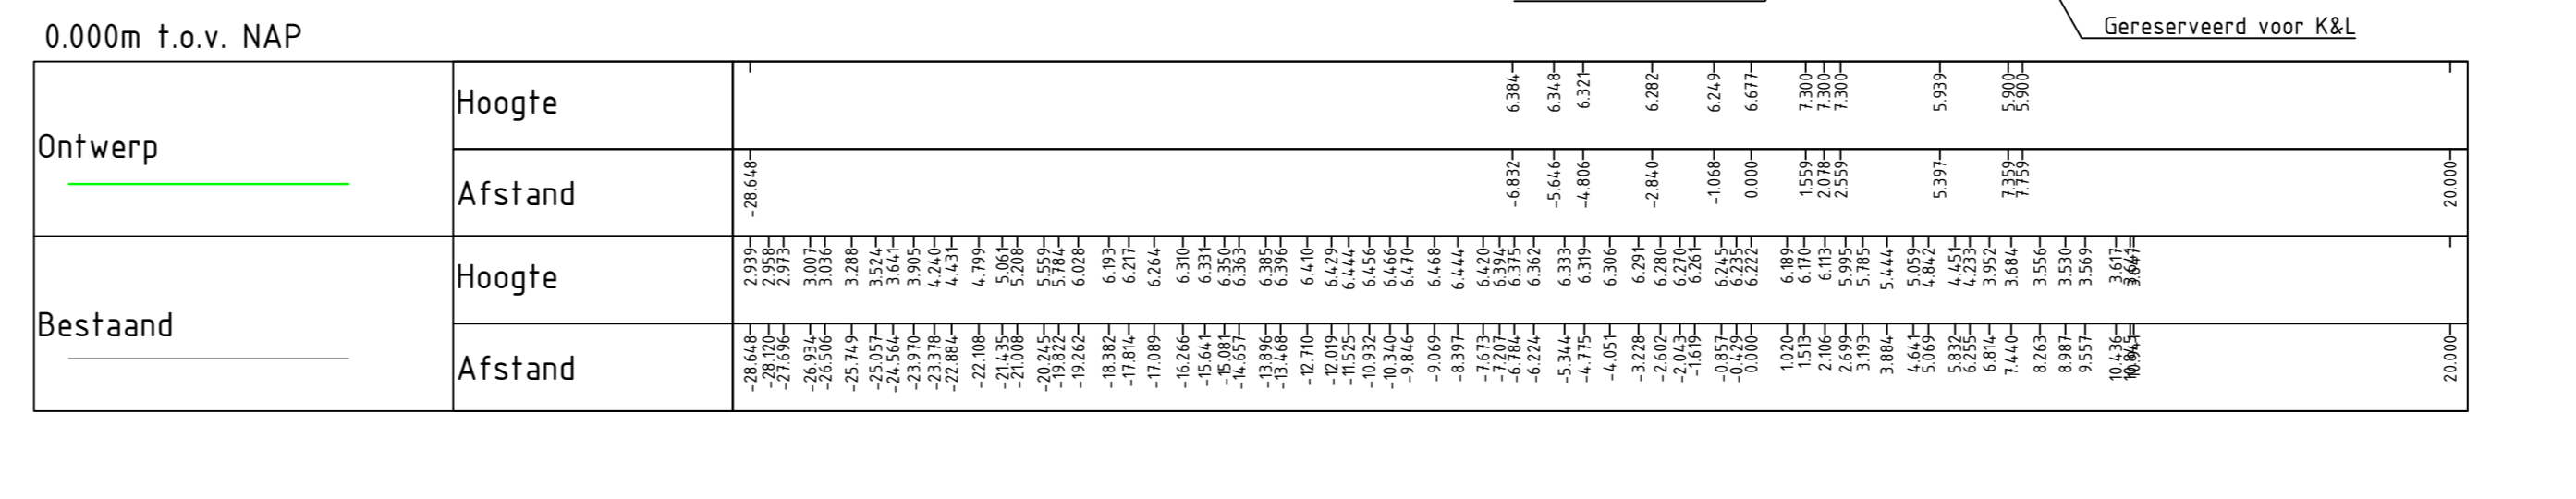 Gereserveerd voor K&L
0.000m t.o.v. NAP
Ontwerp
Hoogte
6.384 6.348 6.321 6.282 6.249 6.677 7.300 7.300 7.300 5.939 5.900 5.900
Afstand
-28.648 -6.832 -5.646 -4.806 -2.840 -1.068 0.000 1.559 2.078 2.559 5.397 7.359 7.759 20.000
Bestaand
Hoogte
2.939 2.958 2.973 3.007 3.036 3.288 3.524 3.641 3.905 4.240 4.431 4.799 5.061 5.208 5.559 5.784 6.028 6.193 6.217 6.264 6.310 6.331 6.350 6.363 6.385 6.396 6.410 6.429 6.444 6.456 6.466 6.470 6.468 6.444 6.420 6.394 6.375 6.362 6.333 6.319 6.306 6.291 6.280 6.270 6.261 6.245 6.235 6.222 6.189 6.170 6.113 5.995 5.785 5.444 5.059 4.842 4.451 4.233 3.952 3.684 3.556 3.530 3.569 3.617
Afstand
-28.648 -28.120 -27.696 -26.934 -26.506 -25.749 -25.057 -24.564 -23.970 -23.378 -22.884 -22.108 -21.435 -21.008 -20.245 -19.822 -19.262 -18.382 -17.814 -17.089 -16.266 -15.641 -15.081 -14.657 -13.896 -13.468 -12.710 -12.019 -11.525 -10.932 -10.340 -9.846 -9.069 -8.397 -7.673 -7.207 -6.784 -6.224 -5.344 -4.775 -4.051 -3.228 -2.602 -2.043 -1.619 -0.857 -0.429 0.000 1.020 1.513 2.106 2.699 3.193 3.884 4.641 5.069 5.832 6.255 6.814 7.440 8.263 8.987 9.557 10.436 20.000